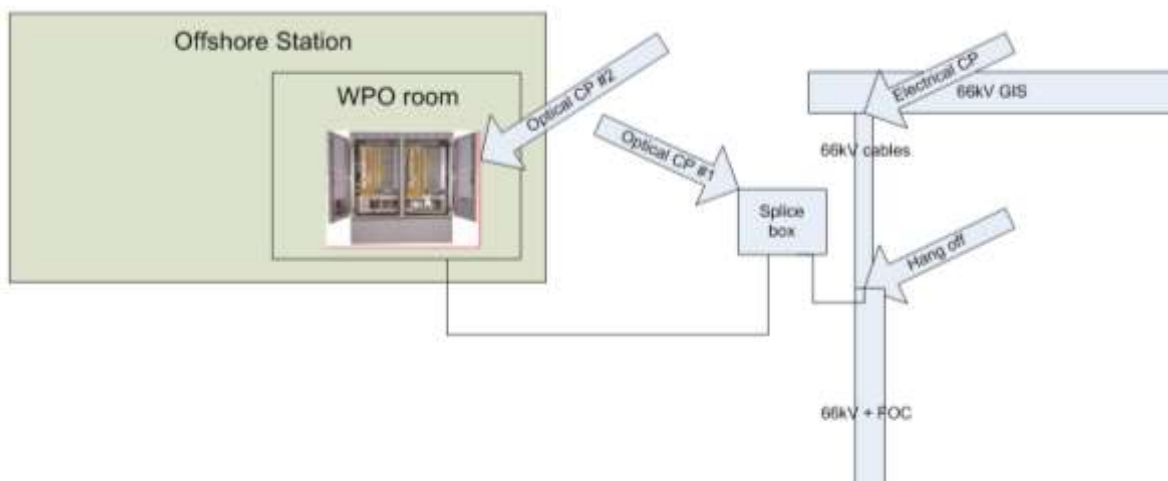 Offshore Station
WPO room
Optical CP #2
Optical CP #1
Electrical CP
66kV GIS
66kV cables
Splice
box
Hang off
66kV + FOC